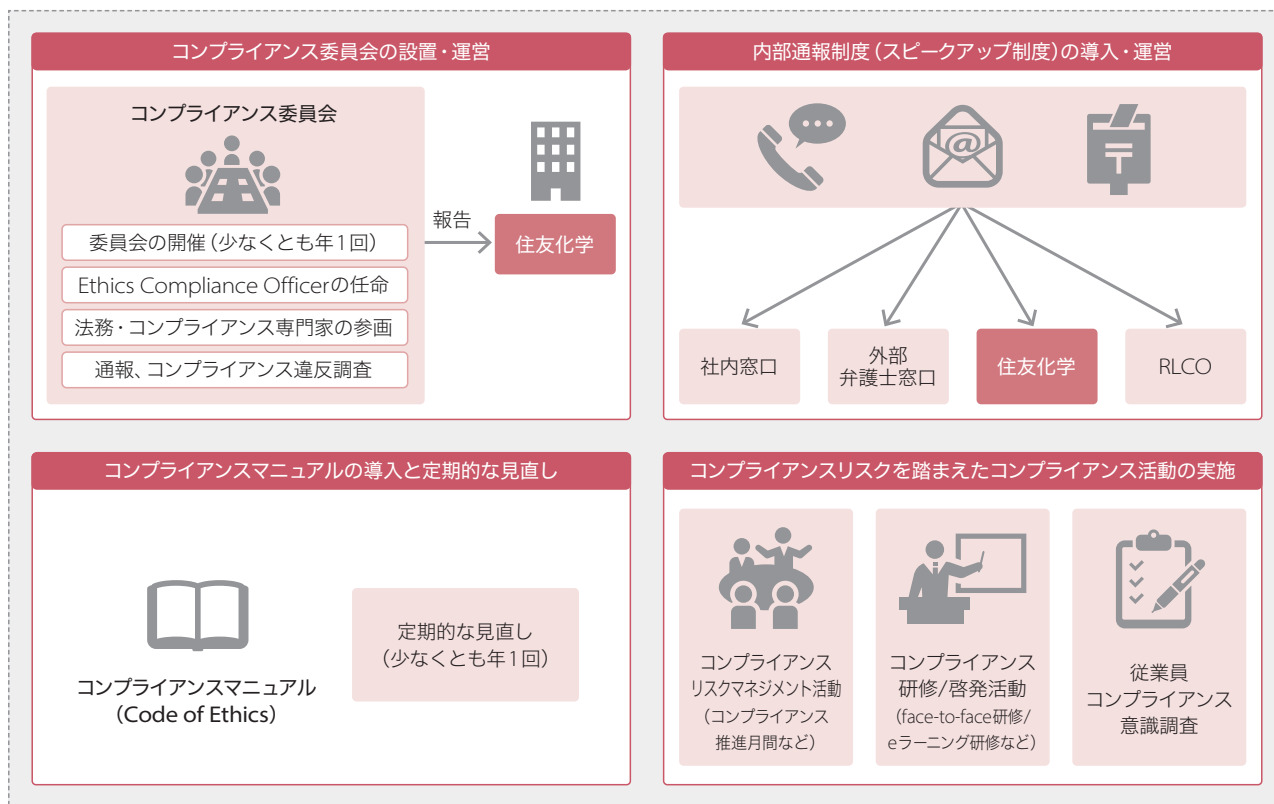 コンプライアンス委員会の設置・運営
コンプライアンス委員会
委員会の開催(少なくとも年1回)
Ethics Compliance Officerの任命
法務・コンプライアンス専門家の参画
通報、コンプライアンス違反調査
報告
住友化学
内部通報制度(スピークアップ制度)の導入・運営
@
〒
社内窓口
外部
弁護士窓口
住友化学
RLCO
コンプライアンスマニュアルの導入と定期的な見直し
コンプライアンスマニュアル
(Code of Ethics)
定期的な見直し
(少なくとも年1回)
コンプライアンスリスクを踏まえたコンプライアンス活動の実施
コンプライアンス
リスクマネジメント活動
(コンプライアンス
推進月間など)
コンプライアンス
研修/啓発活動
(face-to-face研修/
eラーニング研修など)
従業員
コンプライアンス
意識調査